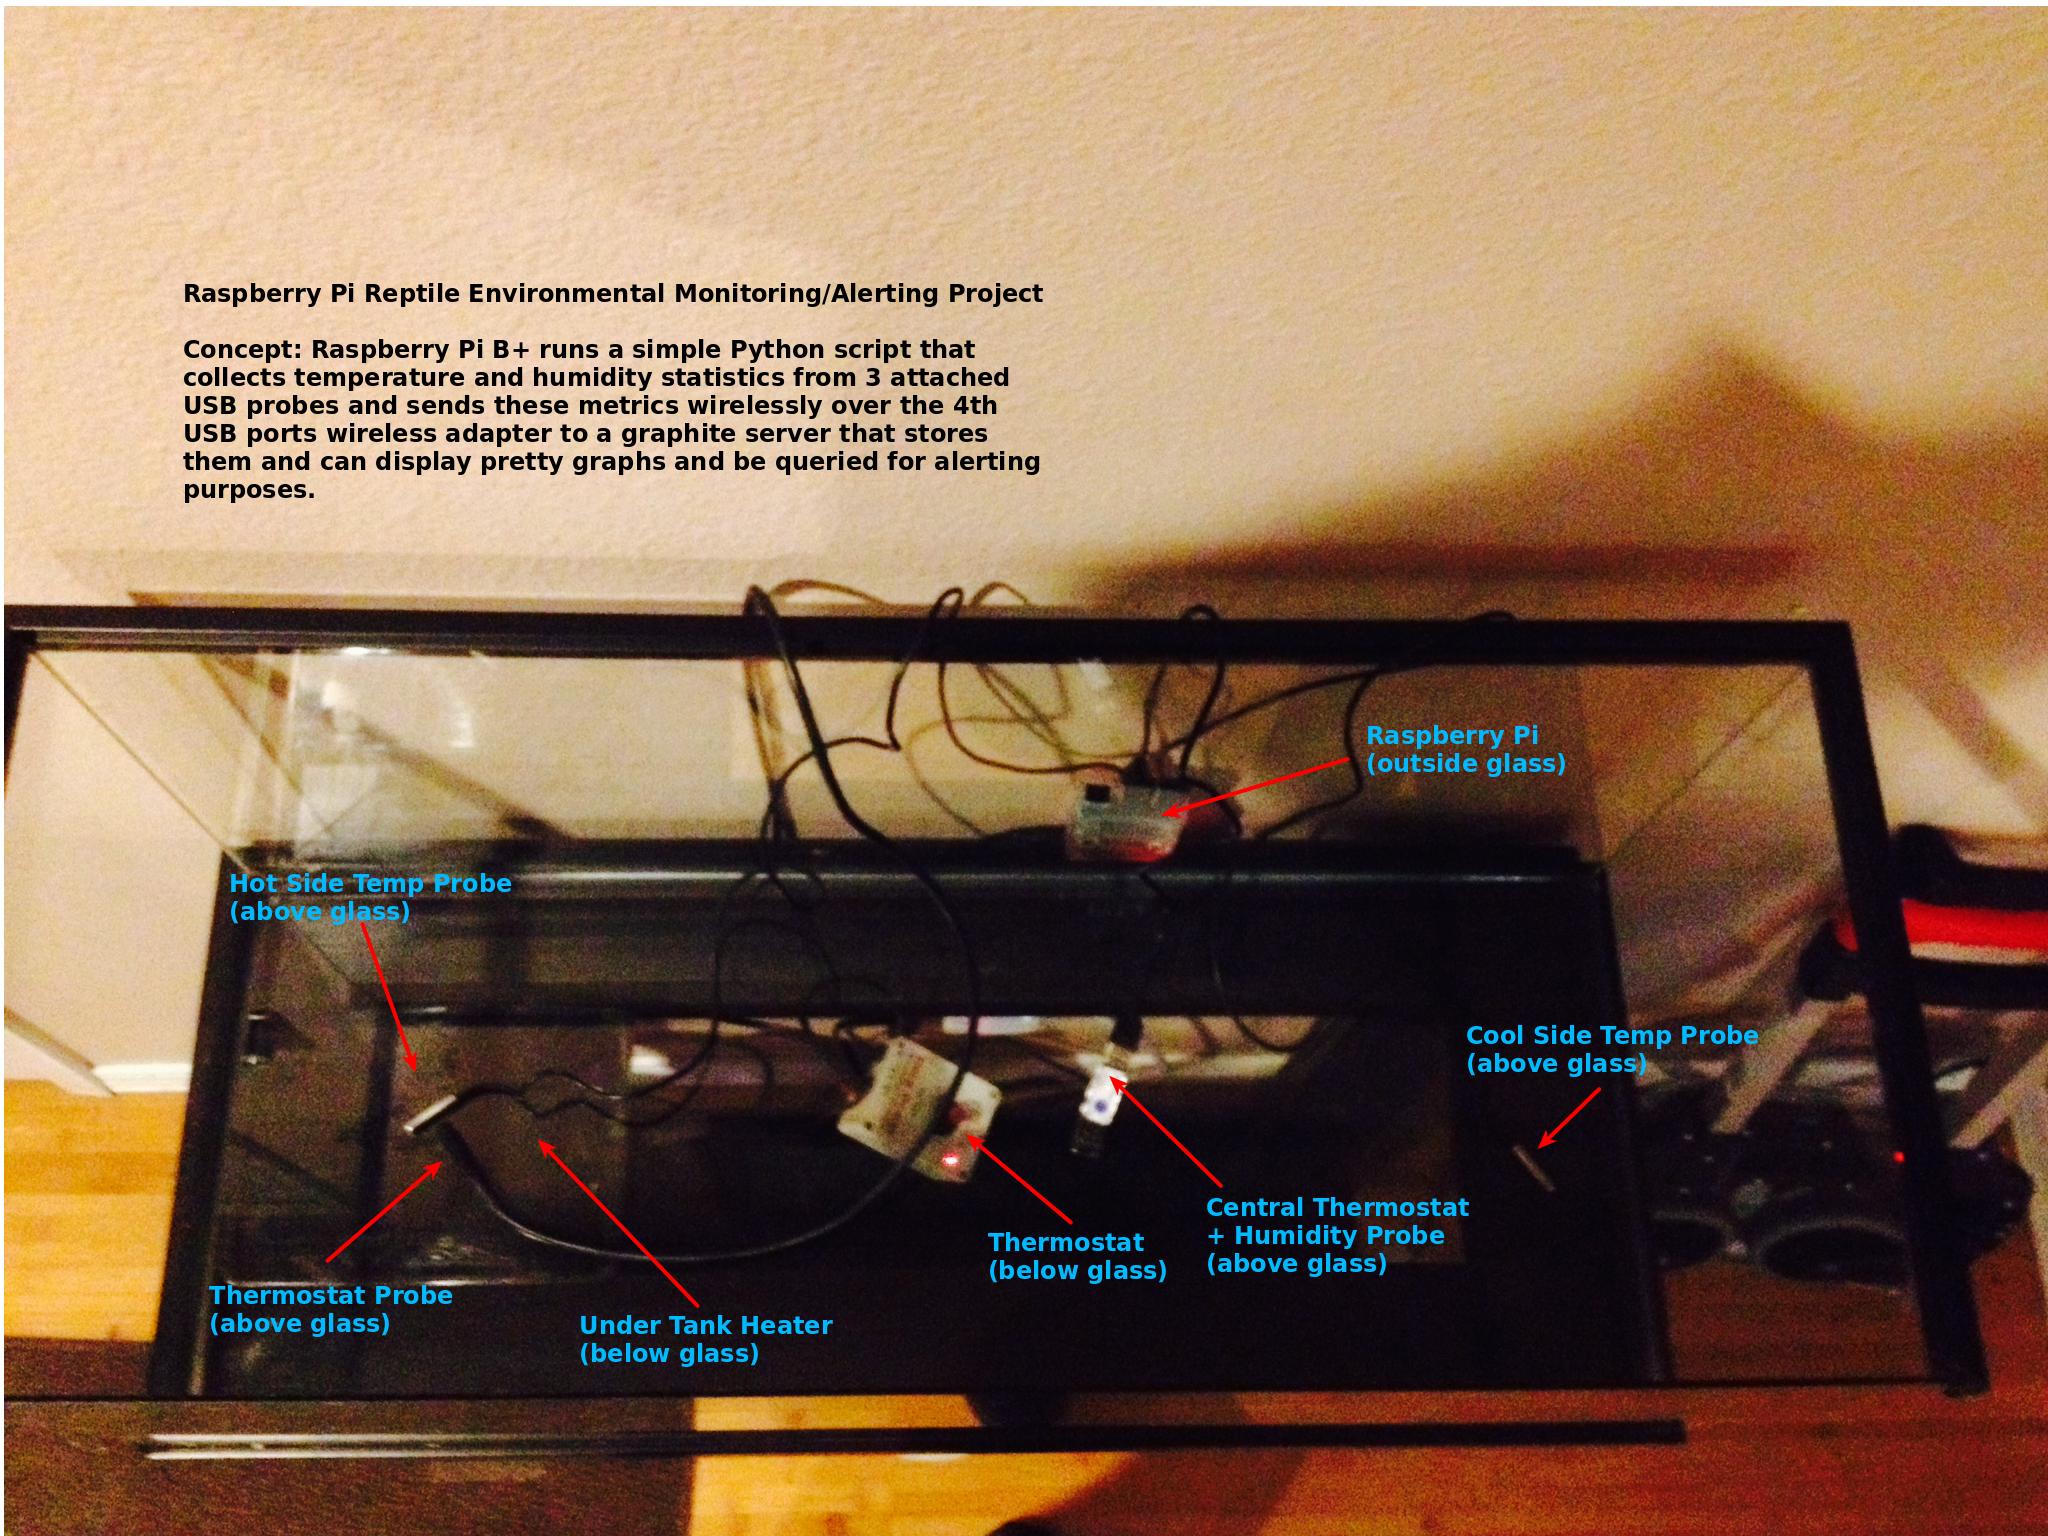 Raspberry Pi Reptile Environmental Monitoring/Alerting Project
Concept: Raspberry Pi B+ runs a simple Python script that
collects temperature and humidity statistics from 3 attached
USB probes and sends these metrics wirelessly over the 4th
USB ports wireless adapter to a graphite server that stores
them and can display pretty graphs and be queried for alerting
purposes.
Raspberry Pi
(outside glass)
Hot Side Temp Probe
(above glass)
Cool Side Temp Probe
(above glass)
Central Thermostat
+ Humidity Probe
(above glass)
Thermostat
(below glass)
Thermostat Probe
(above glass)
Under Tank Heater
(below glass)